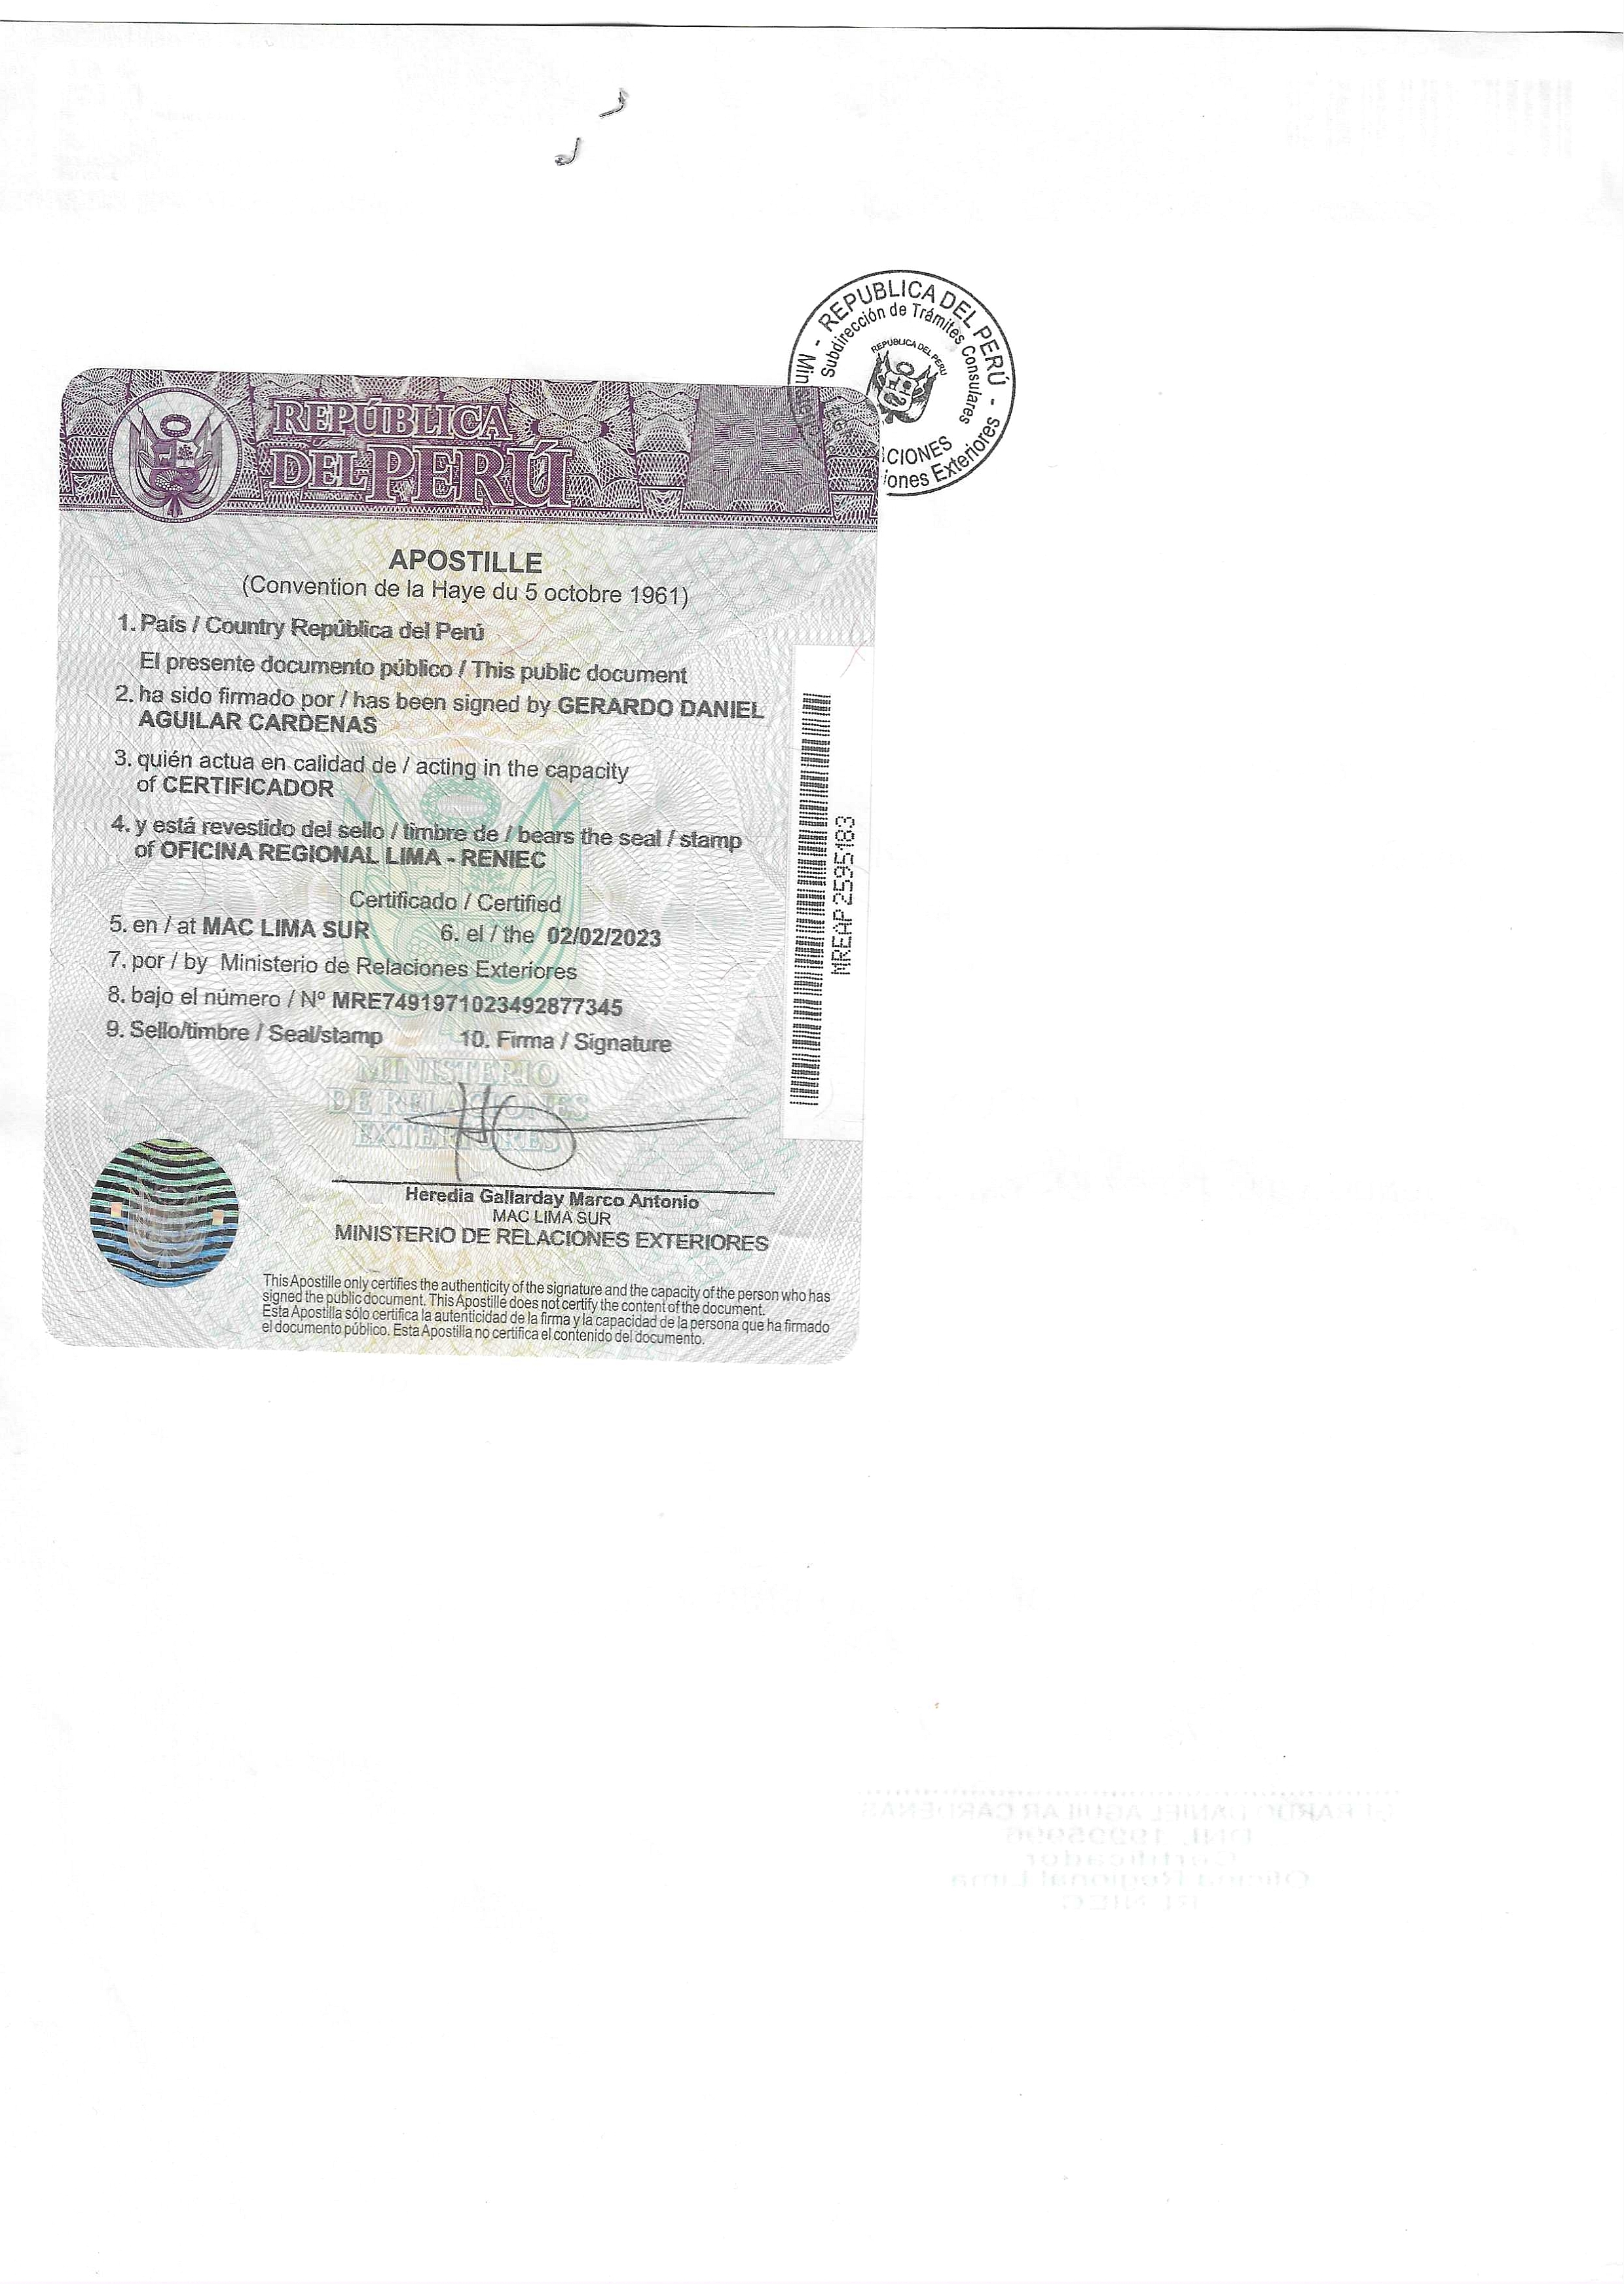 - REPUBLICA DEL PERÚ -
Subdirección de Trámites Consulares
REPUBLICA DEL PERU
CIONES
iones Exteriores
REPÚBLICA
DEL PERÚ
APOSTILLE
(Convention de la Haye du 5 octobre 1961)
1. País / Country República del Perú
El presente documento público / This public document
2. ha sido firmado por / has been signed by GERARDO DANIEL
AGUILAR CARDENAS
3. quién actua en calidad de / acting in the capacity
of CERTIFICADOR
4. y está revestido del sello / timbre de / bears the seal / stamp
of OFICINA REGIONAL LIMA - RENIEC
Certificado / Certified
5. en / at MAC LIMA SUR 6. el / the 02/02/2023
7. por / by Ministerio de Relaciones Exteriores
8. bajo el número / Nº MRE7491971023492877345
9. Sello/timbre / Seal/stamp 10. Firma / Signature
MINISTERIO
DE RELACIONES
EXTERIORES
Heredia Gallarday Marco Antonio
MAC LIMA SUR
MINISTERIO DE RELACIONES EXTERIORES
This Apostille only certifies the authenticity of the signature and the capacity of the person who has
signed the public document. This Apostille does not certify the content of the document.
Esta Apostilla sólo certifica la autenticidad de la firma y la capacidad de la persona que ha firmado
el documento público. Esta Apostilla no certifica el contenido del documento.
MREAP2595183
DANIEL AGUILAR CARDENAS
Certificador
Oficina Regional Lima
RENIEC